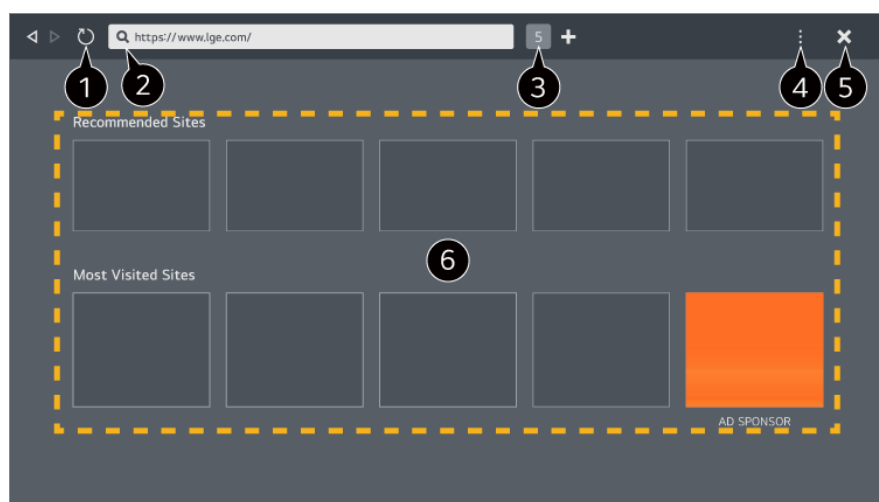 https://www.lge.com/ 5
1 2 3 4 5
Recommended Sites
6
Most Visited Sites
AD SPONSOR